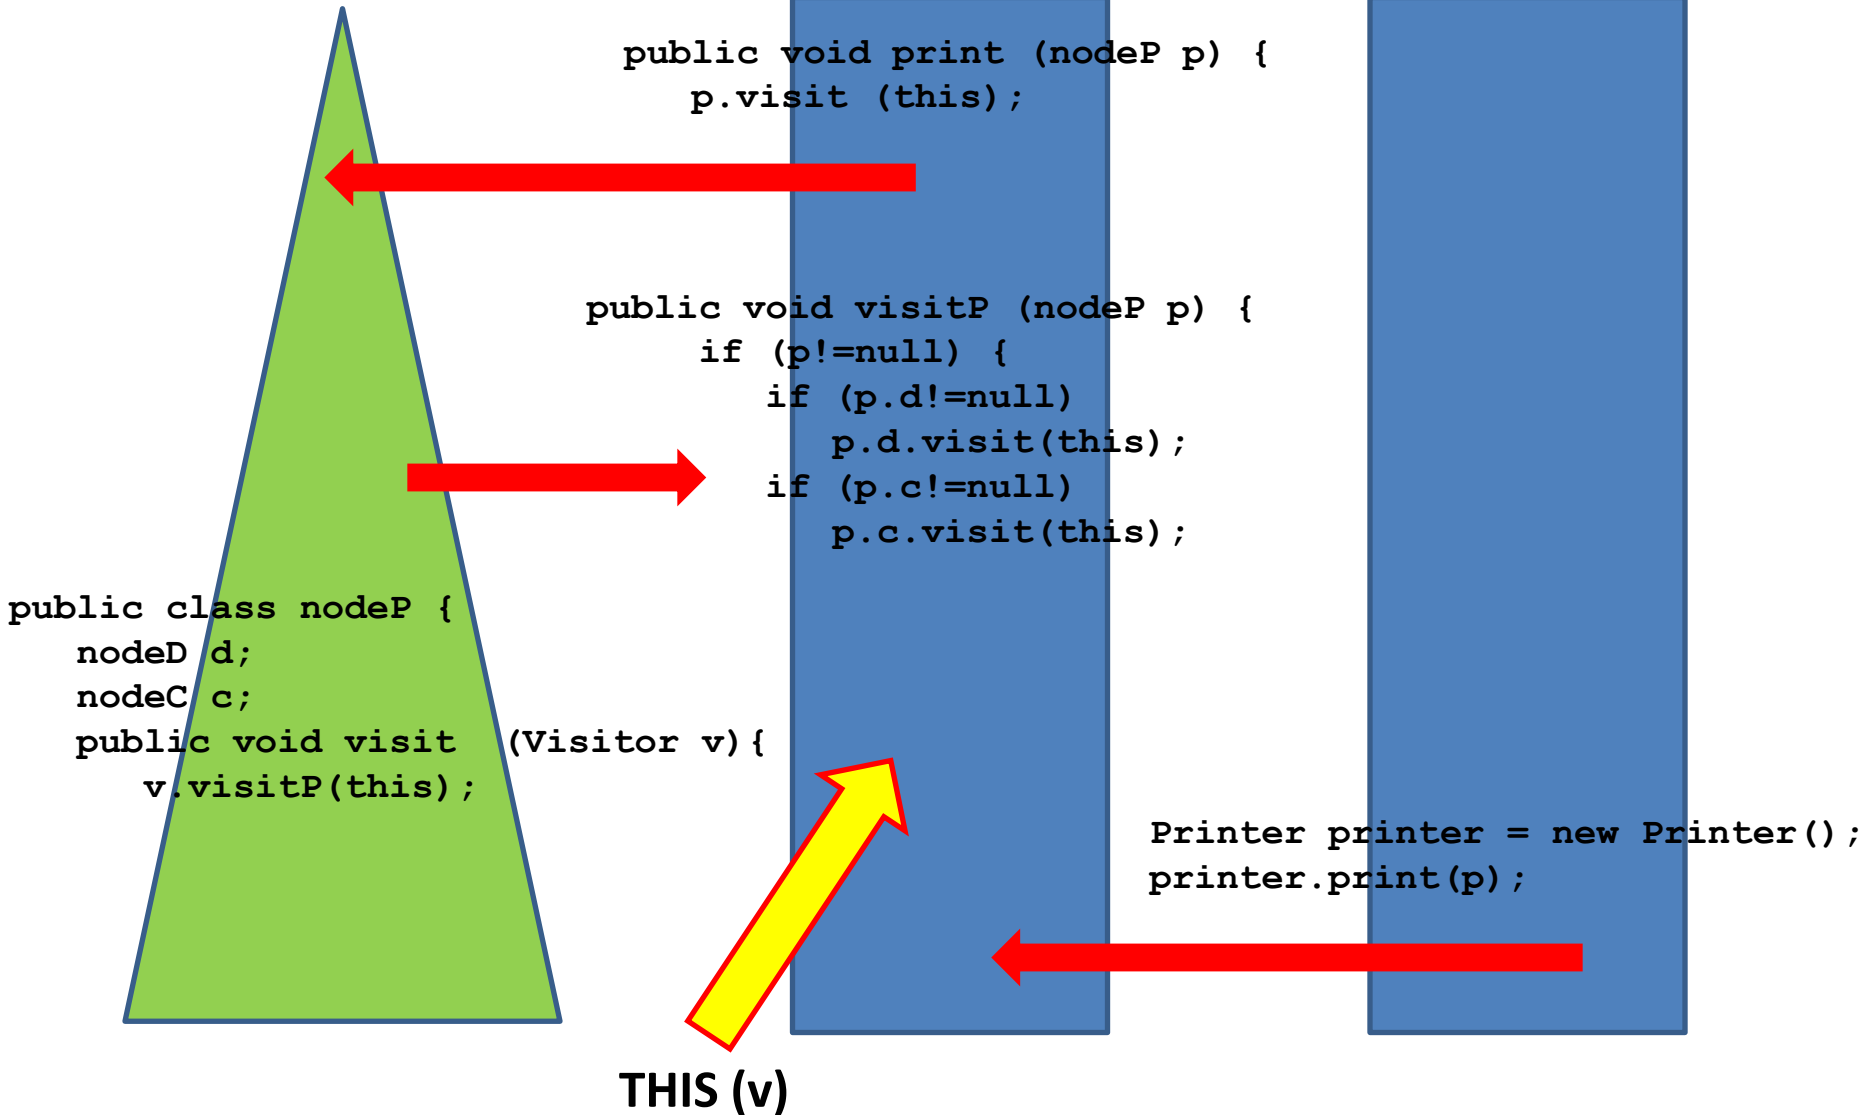 public void print (nodeP p) {
p.visit (this);
public void visitP (nodeP p) {
if (p!=null) {
if (p.d!=null)
p.d.visit(this);
if (p.c!=null)
p.c.visit(this);
public class nodeP {
nodeD d;
nodeC c;
public void visit (Visitor v){
v.visitP(this);
Printer printer = new Printer();
printer.print(p);
THIS (v)